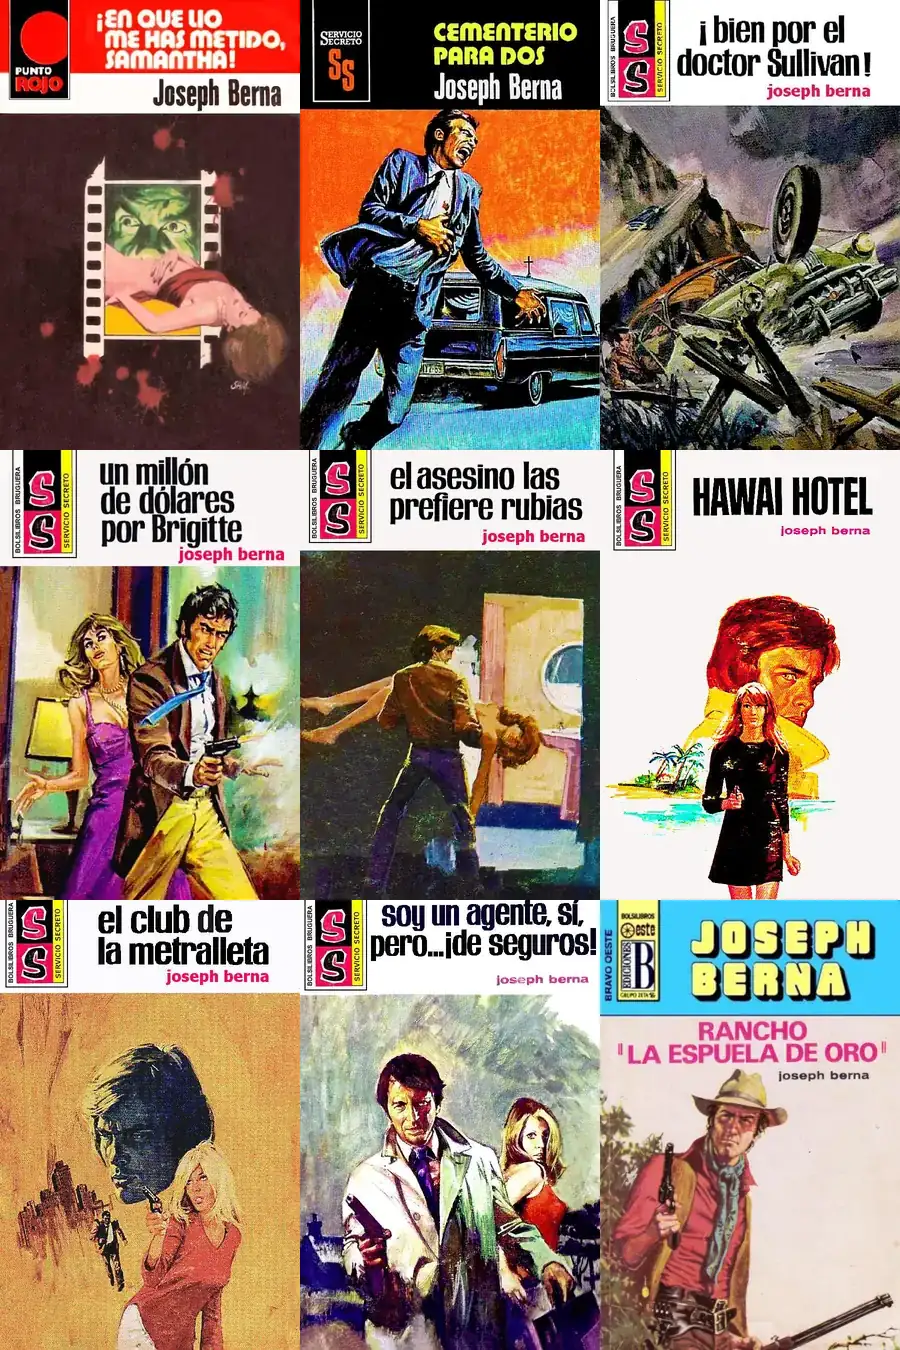 PUNTO
ROJO
¡EN QUE LIO
ME HAS METIDO,
SAMANTHA!
Joseph Berna
SERVICIO
SECRETO
SS
CEMENTERIO
PARA DOS
Joseph Berna
BOLSILIBROS BRUGUERA
SS
SERVICIO SECRETO
¡bien por el
doctor Sullivan!
joseph berna
BOLSILIBROS BRUGUERA
SS
SERVICIO SECRETO
un millón
de dólares
por Brigitte
joseph berna
BOLSILIBROS BRUGUERA
SS
SERVICIO SECRETO
el asesino las
prefiere rubias
joseph berna
BOLSILIBROS BRUGUERA
SS
SERVICIO SECRETO
HAWAI HOTEL
joseph berna
BOLSILIBROS BRUGUERA
SS
SERVICIO SECRETO
el club de
la metralleta
joseph berna
BOLSILIBROS BRUGUERA
SS
SERVICIO SECRETO
soy un agente, sí,
pero...¡de seguros!
joseph berna
BRAVO OESTE
BOLSILIBROS
oeste
EDICIONES
B
GRUPO ZETA
JOSEPH
BERNA
RANCHO
"LA ESPUELA DE ORO"
joseph berna